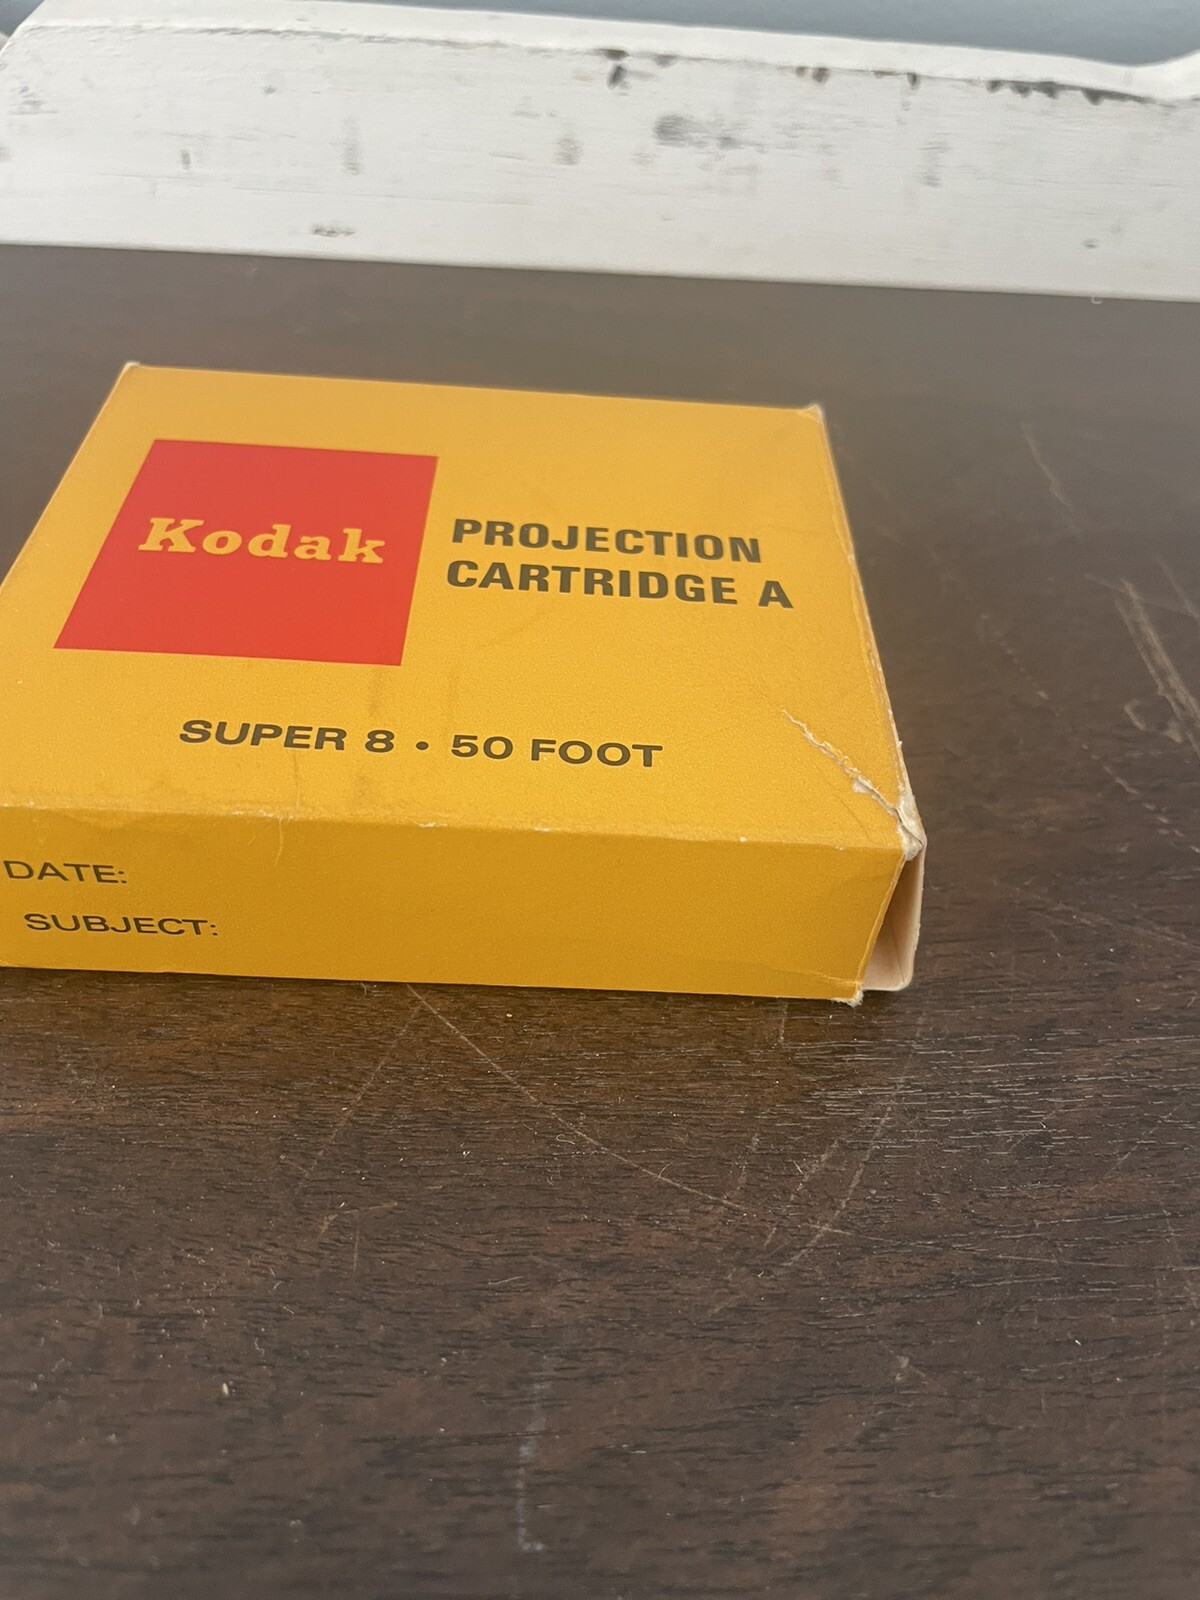 Kodak
PROJECTION
CARTRIDGE A
SUPER 8 • 50 FOOT
DATE:
SUBJECT: